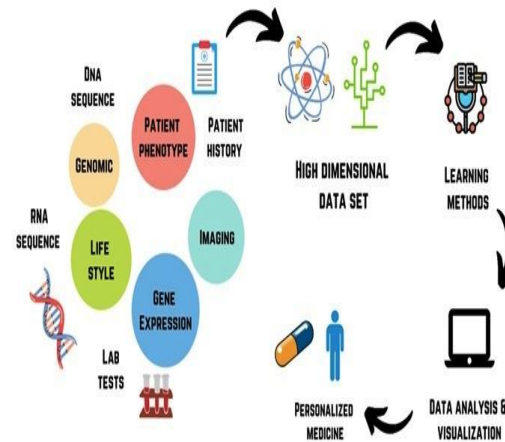 DNA
SEQUENCE
PATIENT
PHENOTYPE
PATIENT
HISTORY
GENOMIC
RNA
SEQUENCE
LIFE
STYLE
IMAGING
GENE
EXPRESSION
LAB
TESTS
HIGH DIMENSIONAL
DATA SET
LEARNING
METHODS
DATA ANALYSIS &
VISUALIZATION
PERSONALIZED
MEDICINE